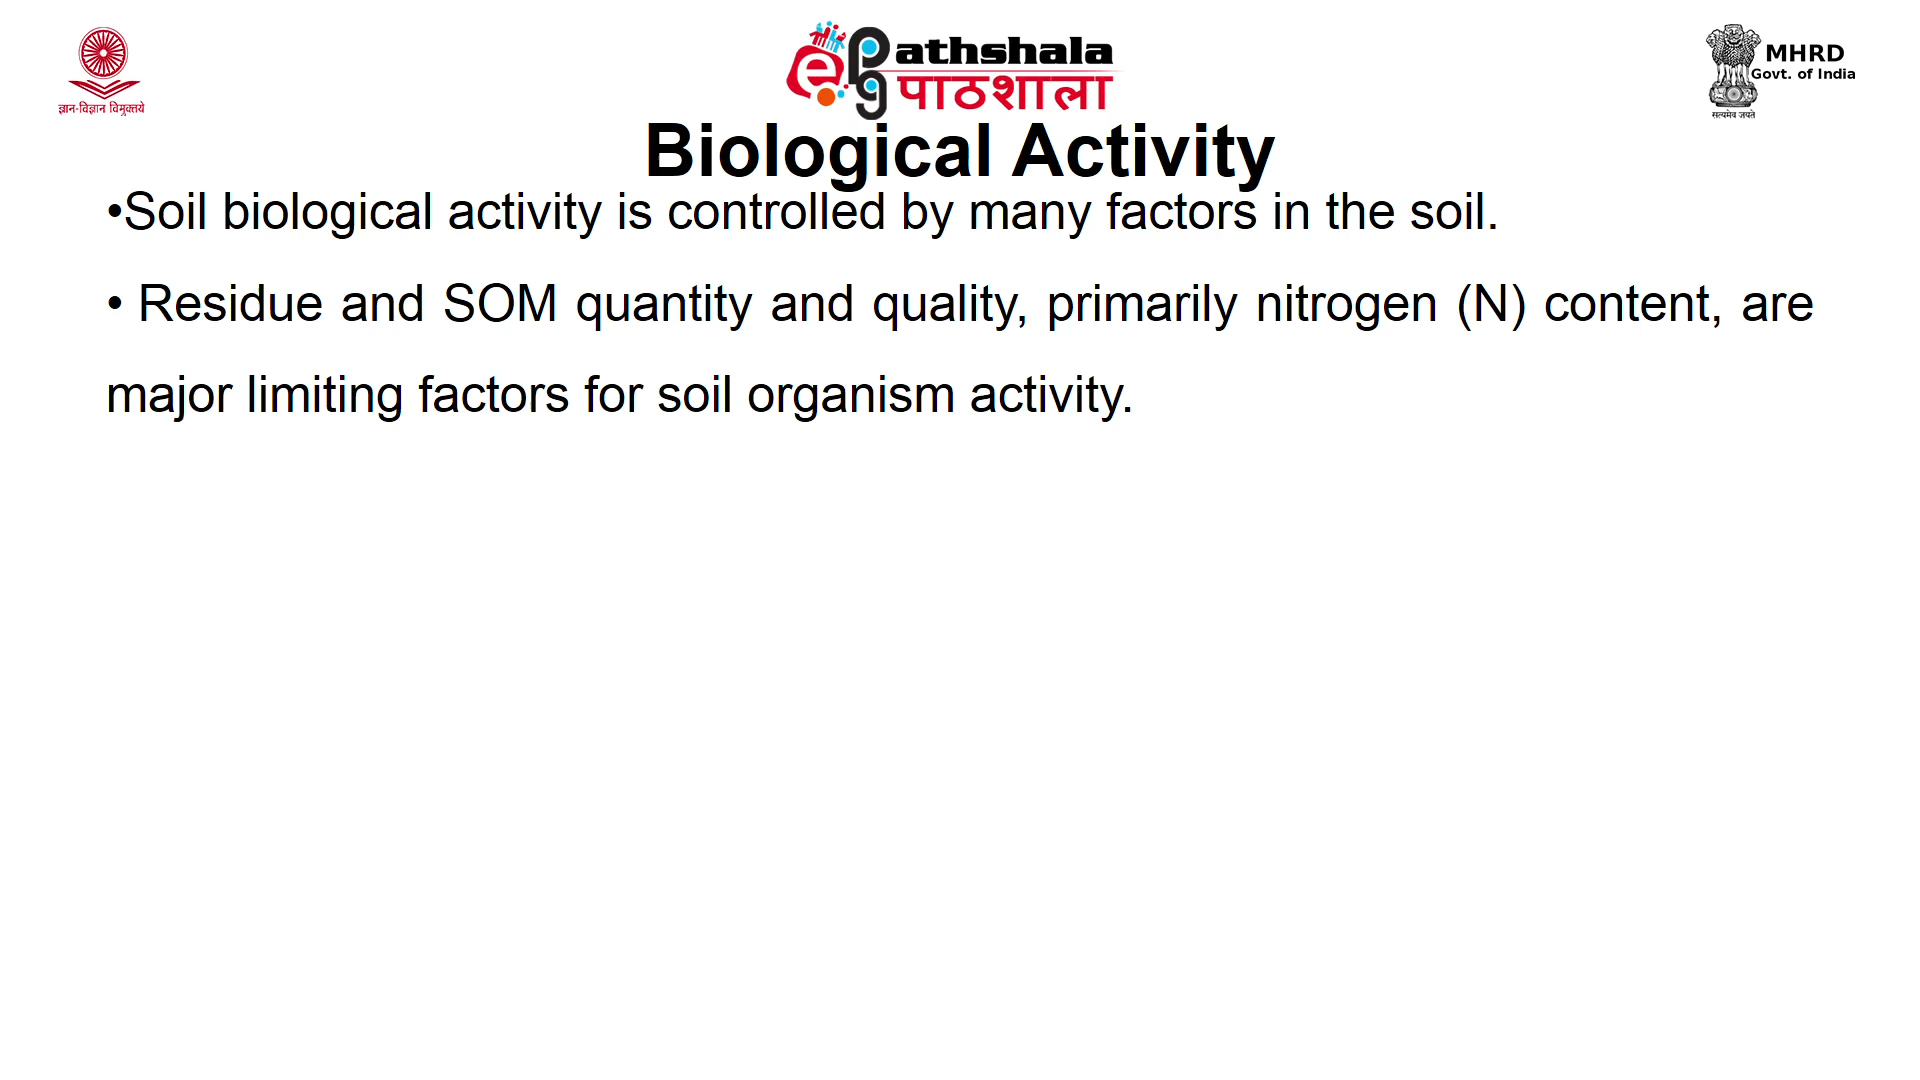 ज्ञान-विज्ञान विमुक्तये
ePathshala
पाठशाला
MHRD
Govt. of India
सत्यमेव जयते
Biological Activity
•Soil biological activity is controlled by many factors in the soil.
• Residue and SOM quantity and quality, primarily nitrogen (N) content, are
major limiting factors for soil organism activity.